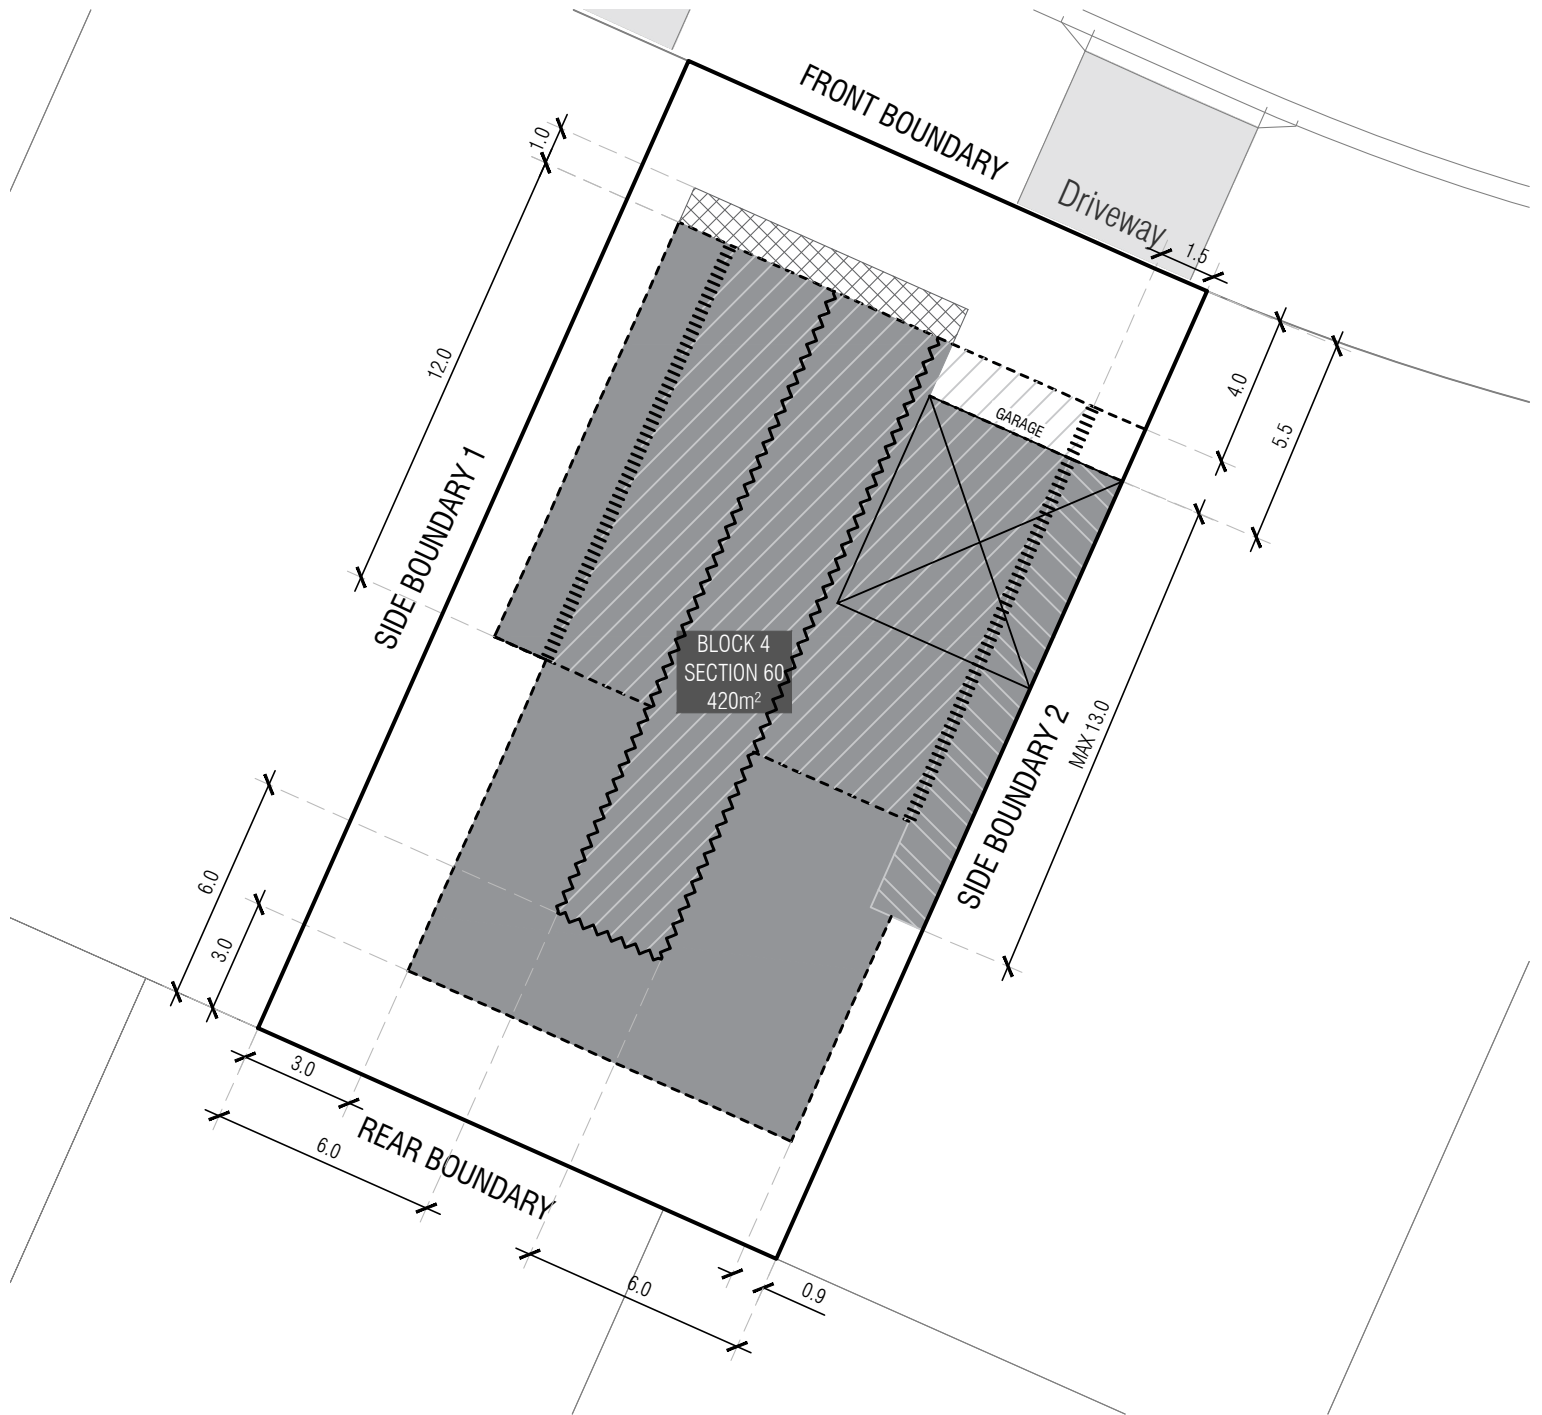 FRONT BOUNDARY
Driveway
1.0
1.5
12.0
4.0
5.5
GARAGE
SIDE BOUNDARY 1
BLOCK 4
SECTION 60
420m²
SIDE BOUNDARY 2
MAX 13.0
6.0
3.0
3.0
6.0
REAR BOUNDARY
6.0
0.9